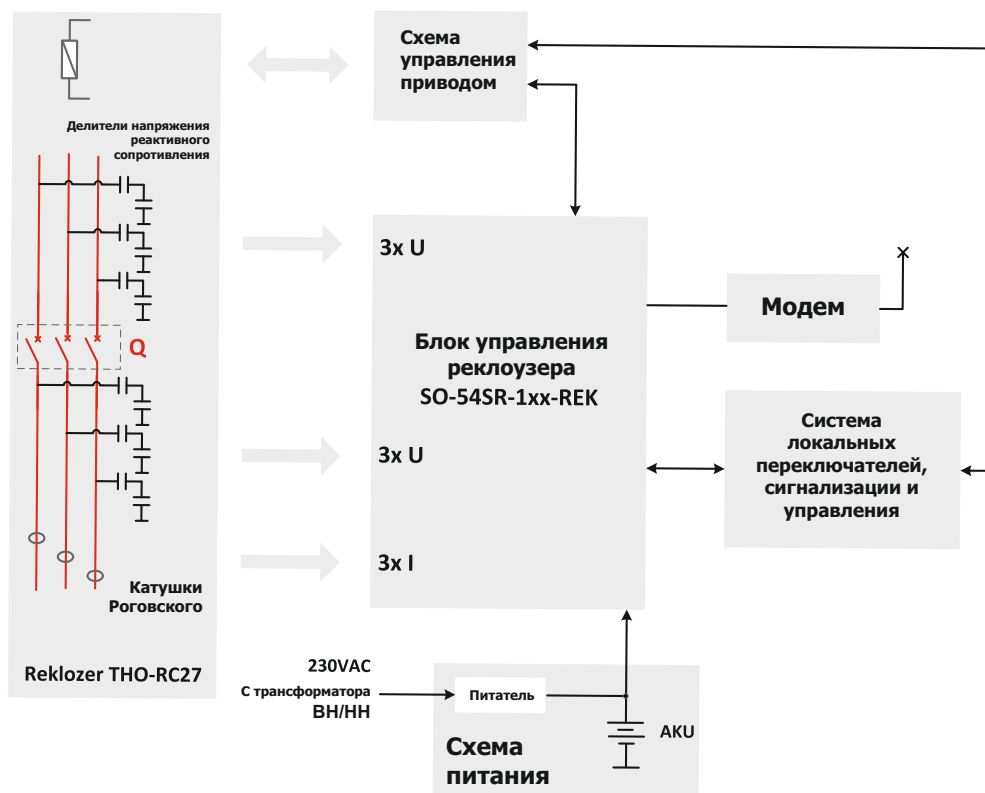 Схема
управления
приводом
Делители напряжения
реактивного
сопротивления
3x U
Модем
Q
Блок управления
реклоузера
SO-54SR-1xx-REK
Система
локальных
переключателей,
сигнализации и
управления
3x U
3x I
Катушки
Роговского
Reklozer THO-RC27
230VAC
С трансформатора
ВН/НН
Питатель
AKU
Схема
питания